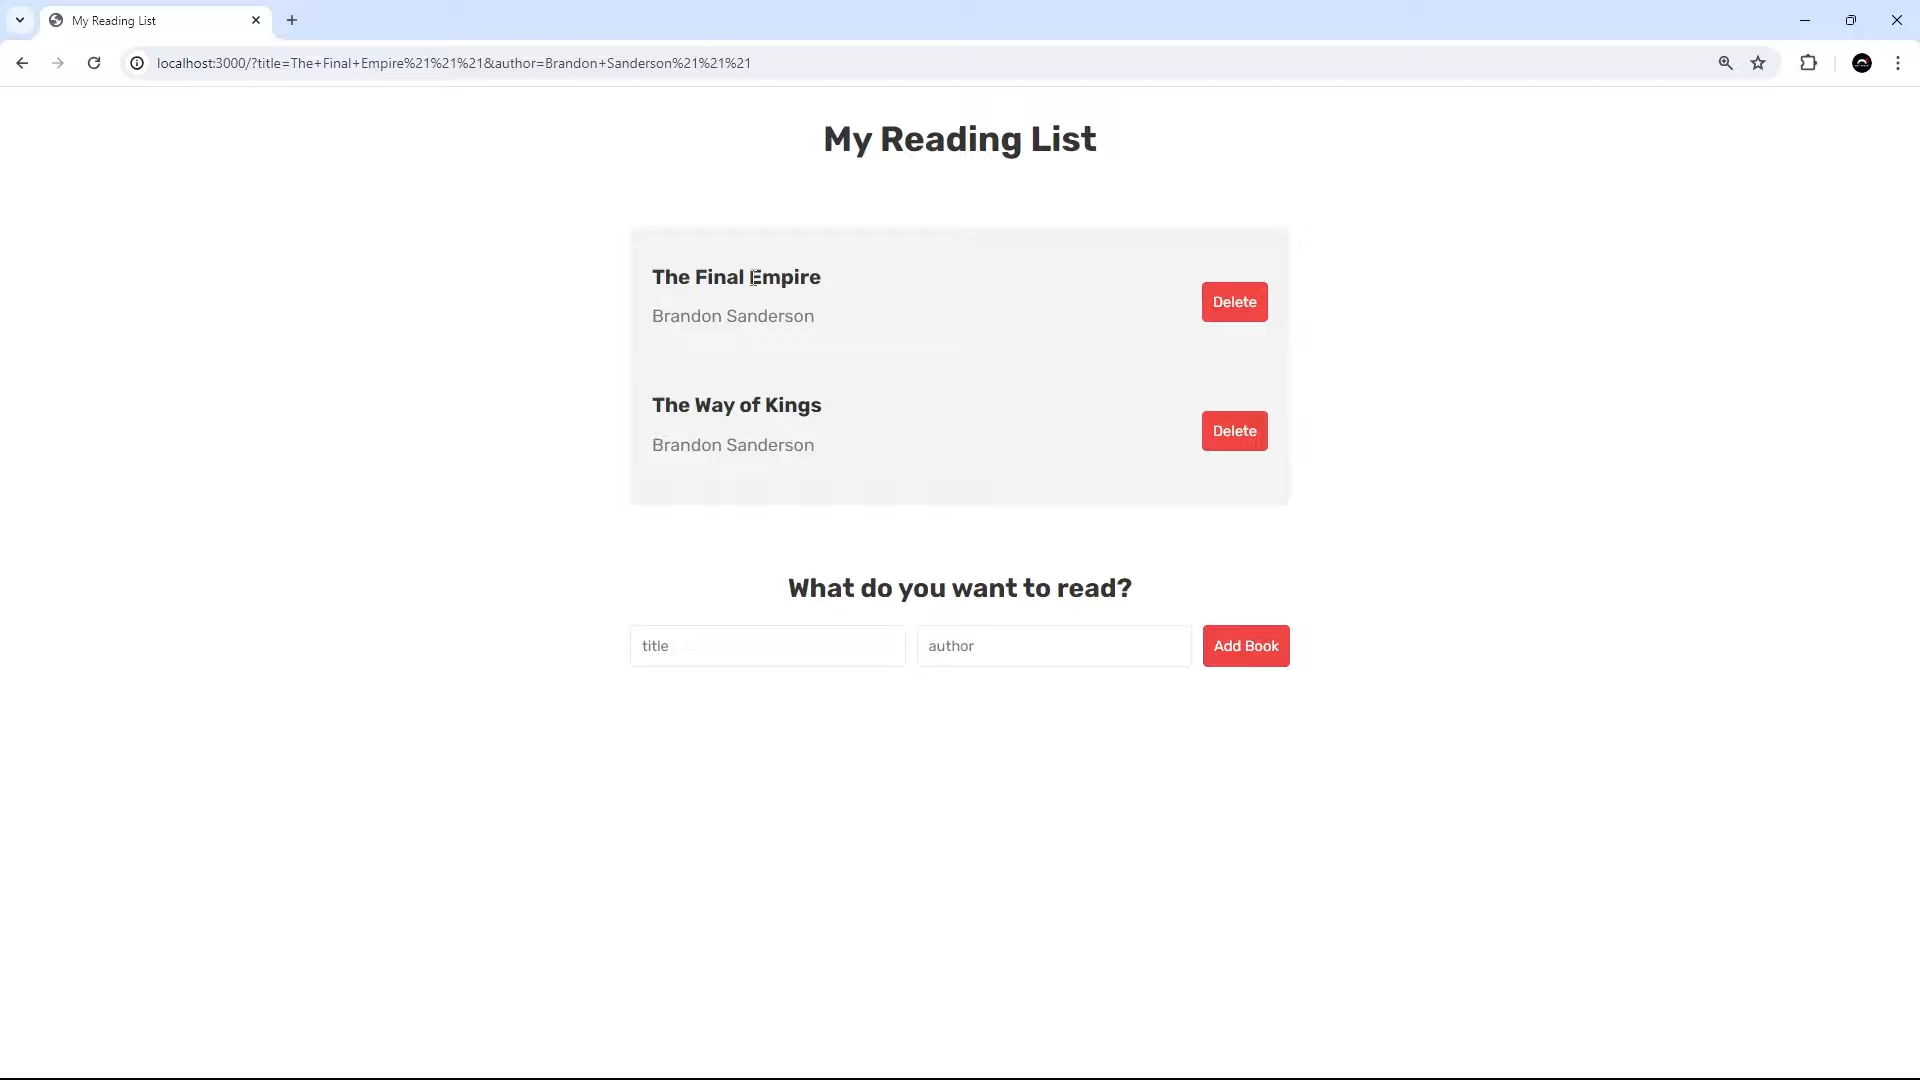 My Reading List
localhost:3000/?title=The+Final+Empire%21%21%21&author=Brandon+Sanderson%21%21%21
My Reading List
The Final Empire
Brandon Sanderson
Delete
The Way of Kings
Brandon Sanderson
Delete
What do you want to read?
title
author
Add Book